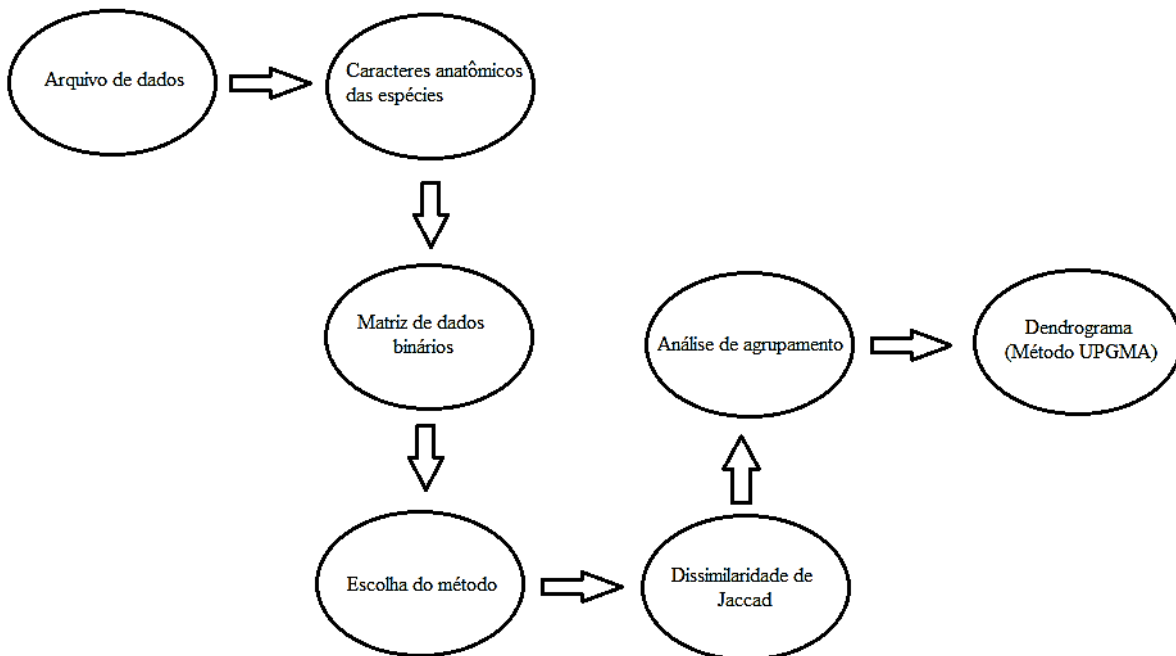 Arquivo de dados
Caracteres anatômicos
das espécies
Matriz de dados
binários
Escolha do método
Dissimilaridade de
Jaccad
Análise de agrupamento
Dendrograma
(Método UPGMA)